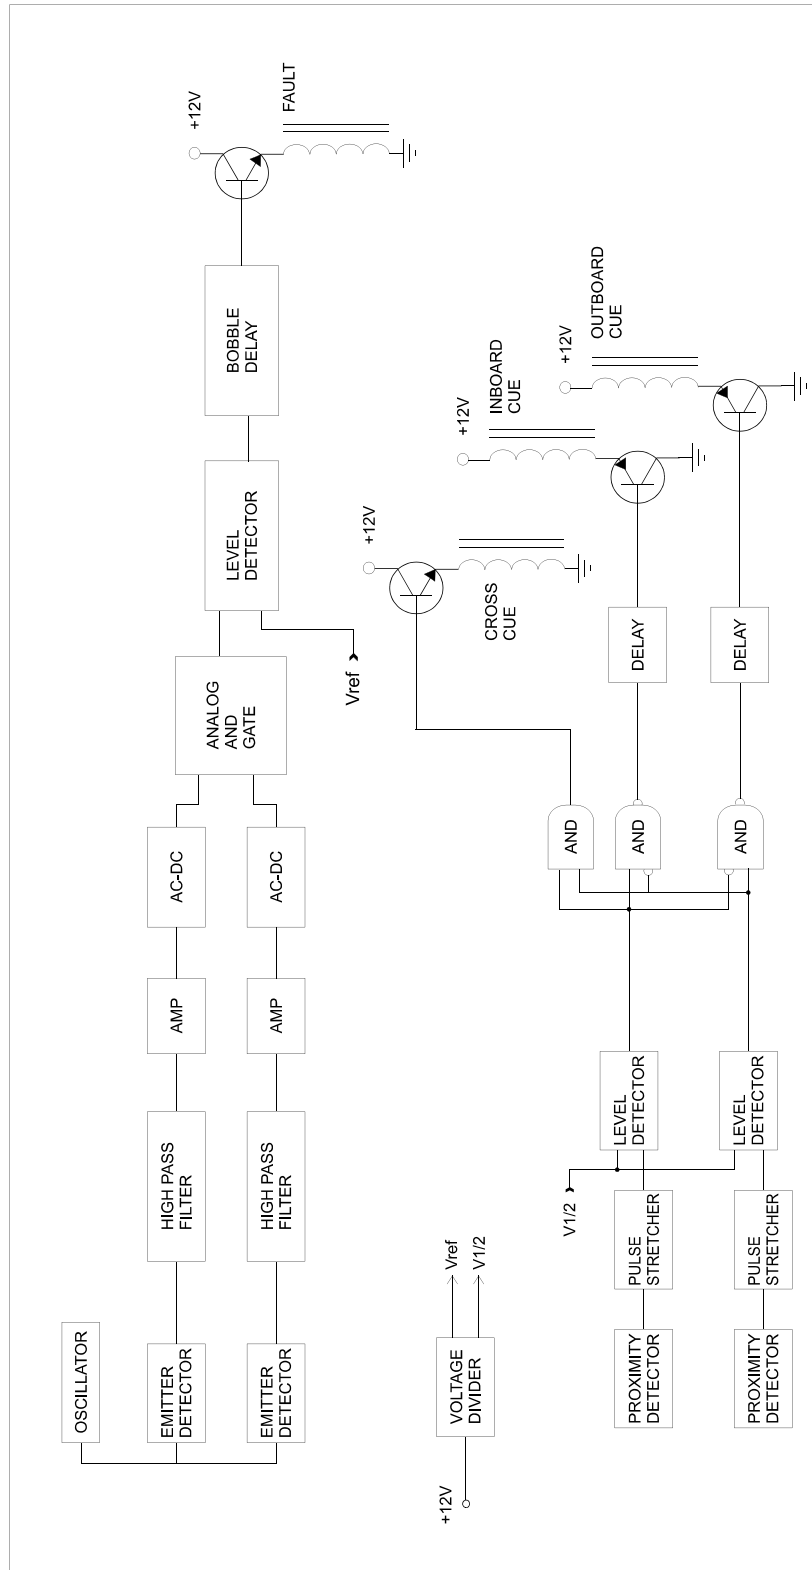 OSCILLATOR
EMITTER
DETECTOR
HIGH PASS
FILTER
AMP
AC-DC
EMITTER
DETECTOR
HIGH PASS
FILTER
AMP
AC-DC
ANALOG
AND
GATE
LEVEL
DETECTOR
Vref
BOBBLE
DELAY
+12V
FAULT
+12V
VOLTAGE
DIVIDER
Vref
V1/2
+12V
CROSS
CUE
AND
PROXIMITY
DETECTOR
PULSE
STRETCHER
V1/2
LEVEL
DETECTOR
AND
DELAY
+12V
INBOARD
CUE
PROXIMITY
DETECTOR
PULSE
STRETCHER
LEVEL
DETECTOR
AND
DELAY
+12V
OUTBOARD
CUE